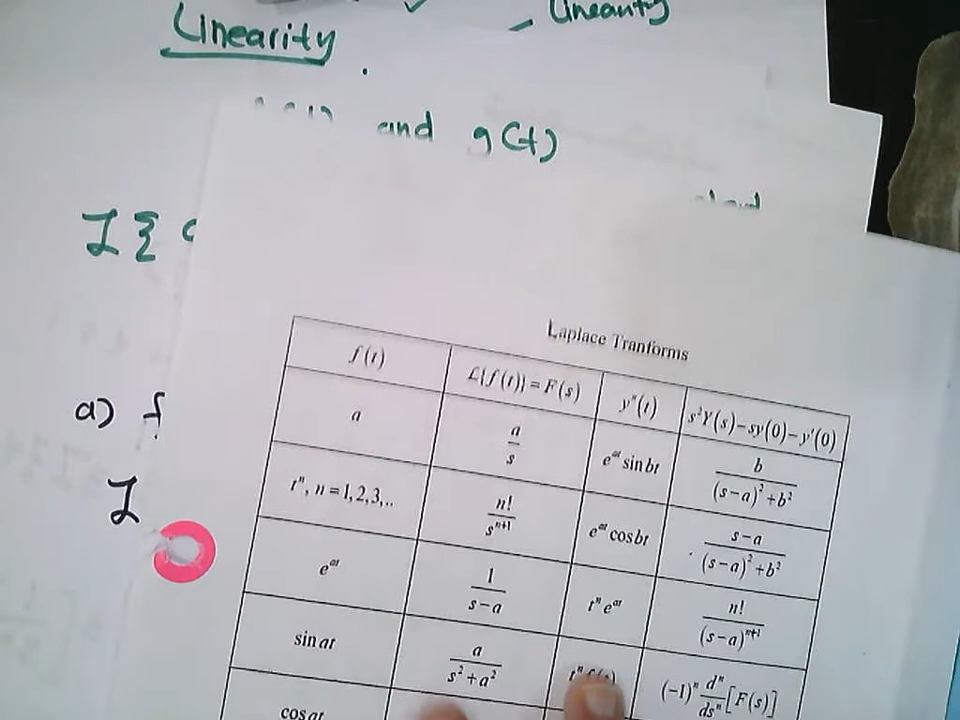 Linearity
Linearity
and g(t)
a)
Laplace Tranforms
f(t) ℒ{f(t)} = F(s) y''(t) s²Y(s) − sy(0) − y'(0)
a a/s e^{at} sin bt b/((s−a)²+b²)
tⁿ, n = 1, 2, 3,.. n!/s^{n+1} e^{at} cos bt (s−a)/((s−a)²+b²)
e^{at} 1/(s−a) tⁿe^{at} n!/(s−a)^{n+1}
sin at a/(s²+a²) (−1)ⁿ dⁿ/dsⁿ [F(s)]
cos at